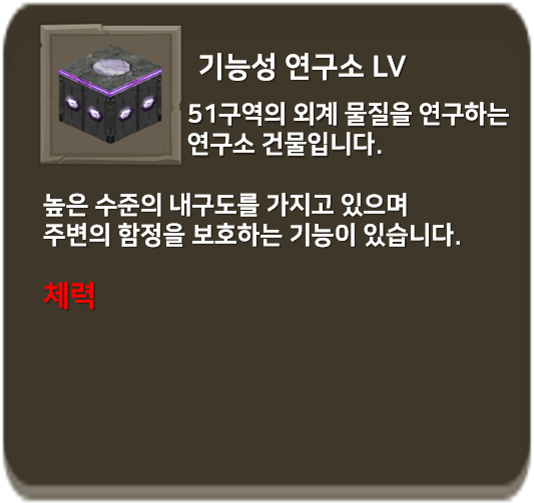 기능성 연구소 LV
51구역의 외계 물질을 연구하는
연구소 건물입니다.
높은 수준의 내구도를 가지고 있으며
주변의 함정을 보호하는 기능이 있습니다.
체력